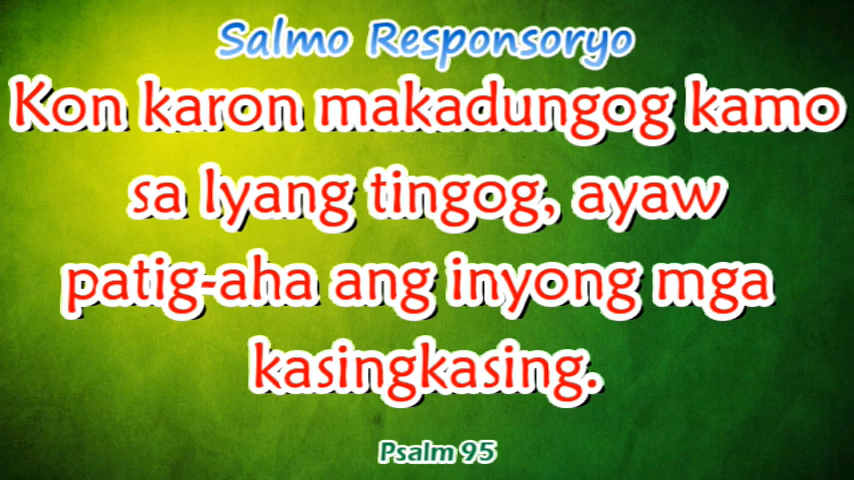 Salmo Responsoryo
Kon karon makadungog kamo
sa Iyang tingog, ayaw
patig-aha ang inyong mga
kasingkasing.
Psalm 95